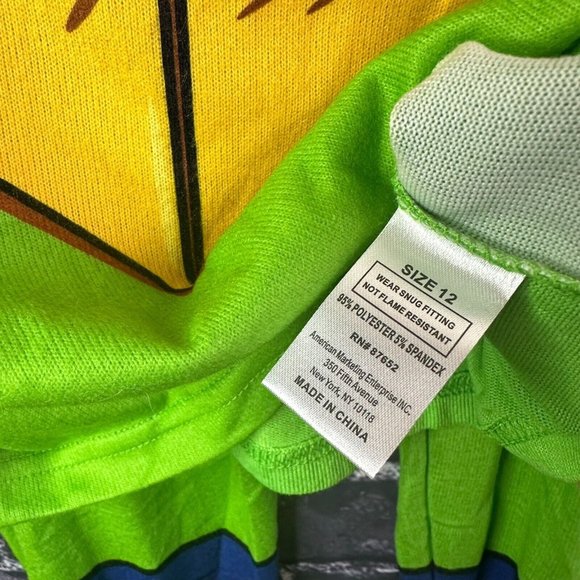 SIZE 12
WEAR SNUG FITTING
NOT FLAME RESISTANT
95% POLYESTER 5% SPANDEX
RN# 87652
American Marketing Enterprise INC.
350 Fifth Avenue
New York, NY 10118
MADE IN CHINA